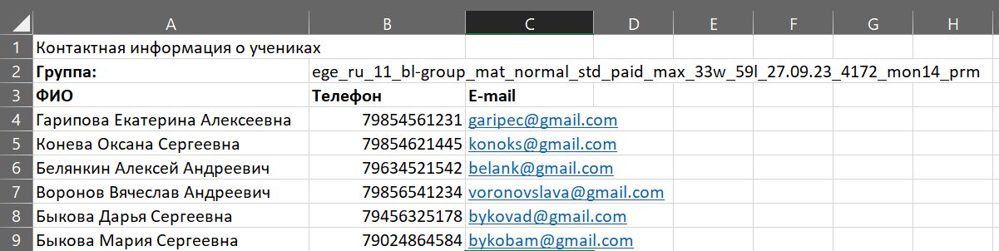 A B C D E F G H
1 Контактная информация о учениках
2 Группа: ege_ru_11_bl-group_mat_normal_std_paid_max_33w_59l_27.09.23_4172_mon14_prm
3 ФИО Телефон E-mail
4 Гарипова Екатерина Алексеевна 79854561231 garipec@gmail.com
5 Конева Оксана Сергеевна 79854621445 konoks@gmail.com
6 Белянкин Алексей Андреевич 79634521542 belank@gmail.com
7 Воронов Вячеслав Андреевич 79856541234 voronovslava@gmail.com
8 Быкова Дарья Сергеевна 79456325178 bykovad@gmail.com
9 Быкова Мария Сергеевна 79024864584 bykobam@gmail.com